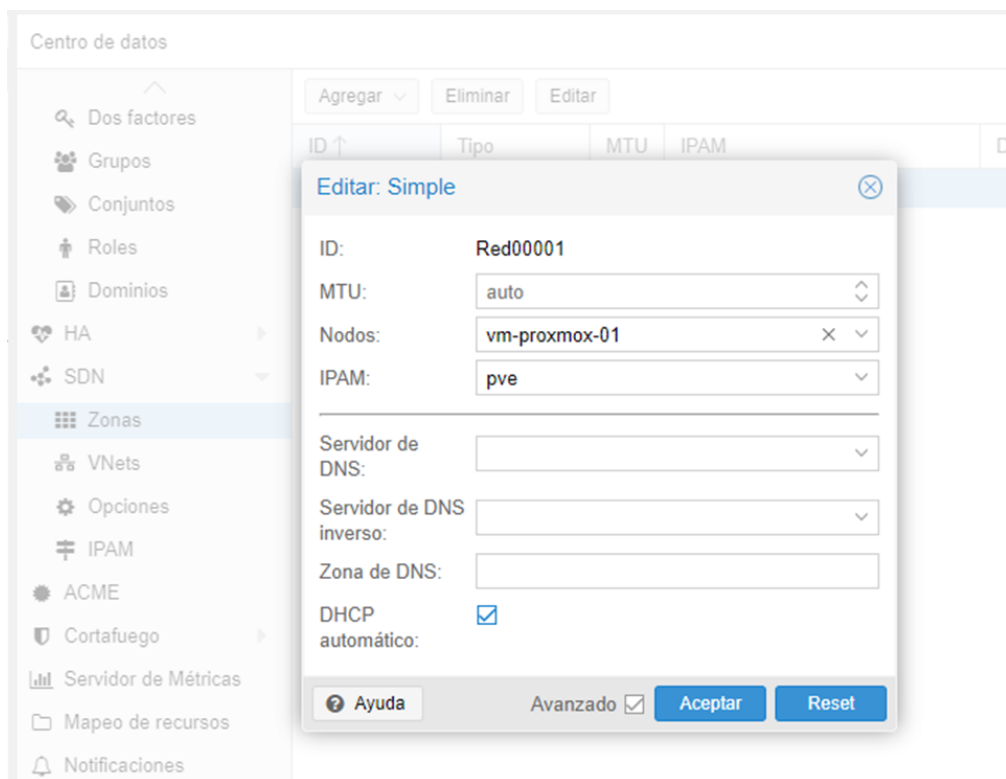 Centro de datos
Dos factores
Grupos
Conjuntos
Roles
Dominios
HA
SDN
Zonas
VNets
Opciones
IPAM
ACME
Cortafuego
Servidor de Métricas
Mapeo de recursos
Notificaciones
Agregar
Eliminar
Editar
ID
Tipo
MTU
IPAM
D
Editar: Simple
ID: Red00001
MTU: auto
Nodos: vm-proxmox-01
IPAM: pve
Servidor de
DNS:
Servidor de DNS
inverso:
Zona de DNS:
DHCP
automático:
Ayuda
Avanzado
Aceptar
Reset